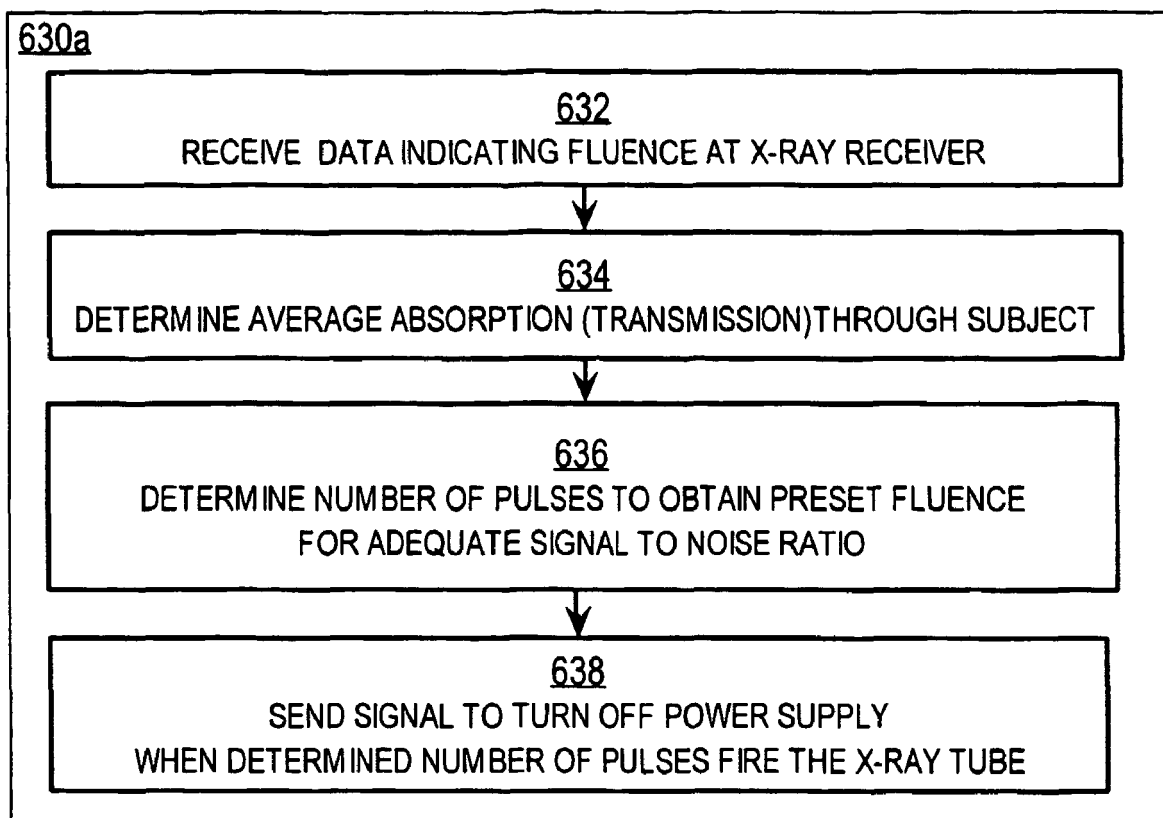 630a
632
RECEIVE DATA INDICATING FLUENCE AT X-RAY RECEIVER
634
DETERMINE AVERAGE ABSORPTION (TRANSMISSION)THROUGH SUBJECT
636
DETERMINE NUMBER OF PULSES TO OBTAIN PRESET FLUENCE
FOR ADEQUATE SIGNAL TO NOISE RATIO
638
SEND SIGNAL TO TURN OFF POWER SUPPLY
WHEN DETERMINED NUMBER OF PULSES FIRE THE X-RAY TUBE